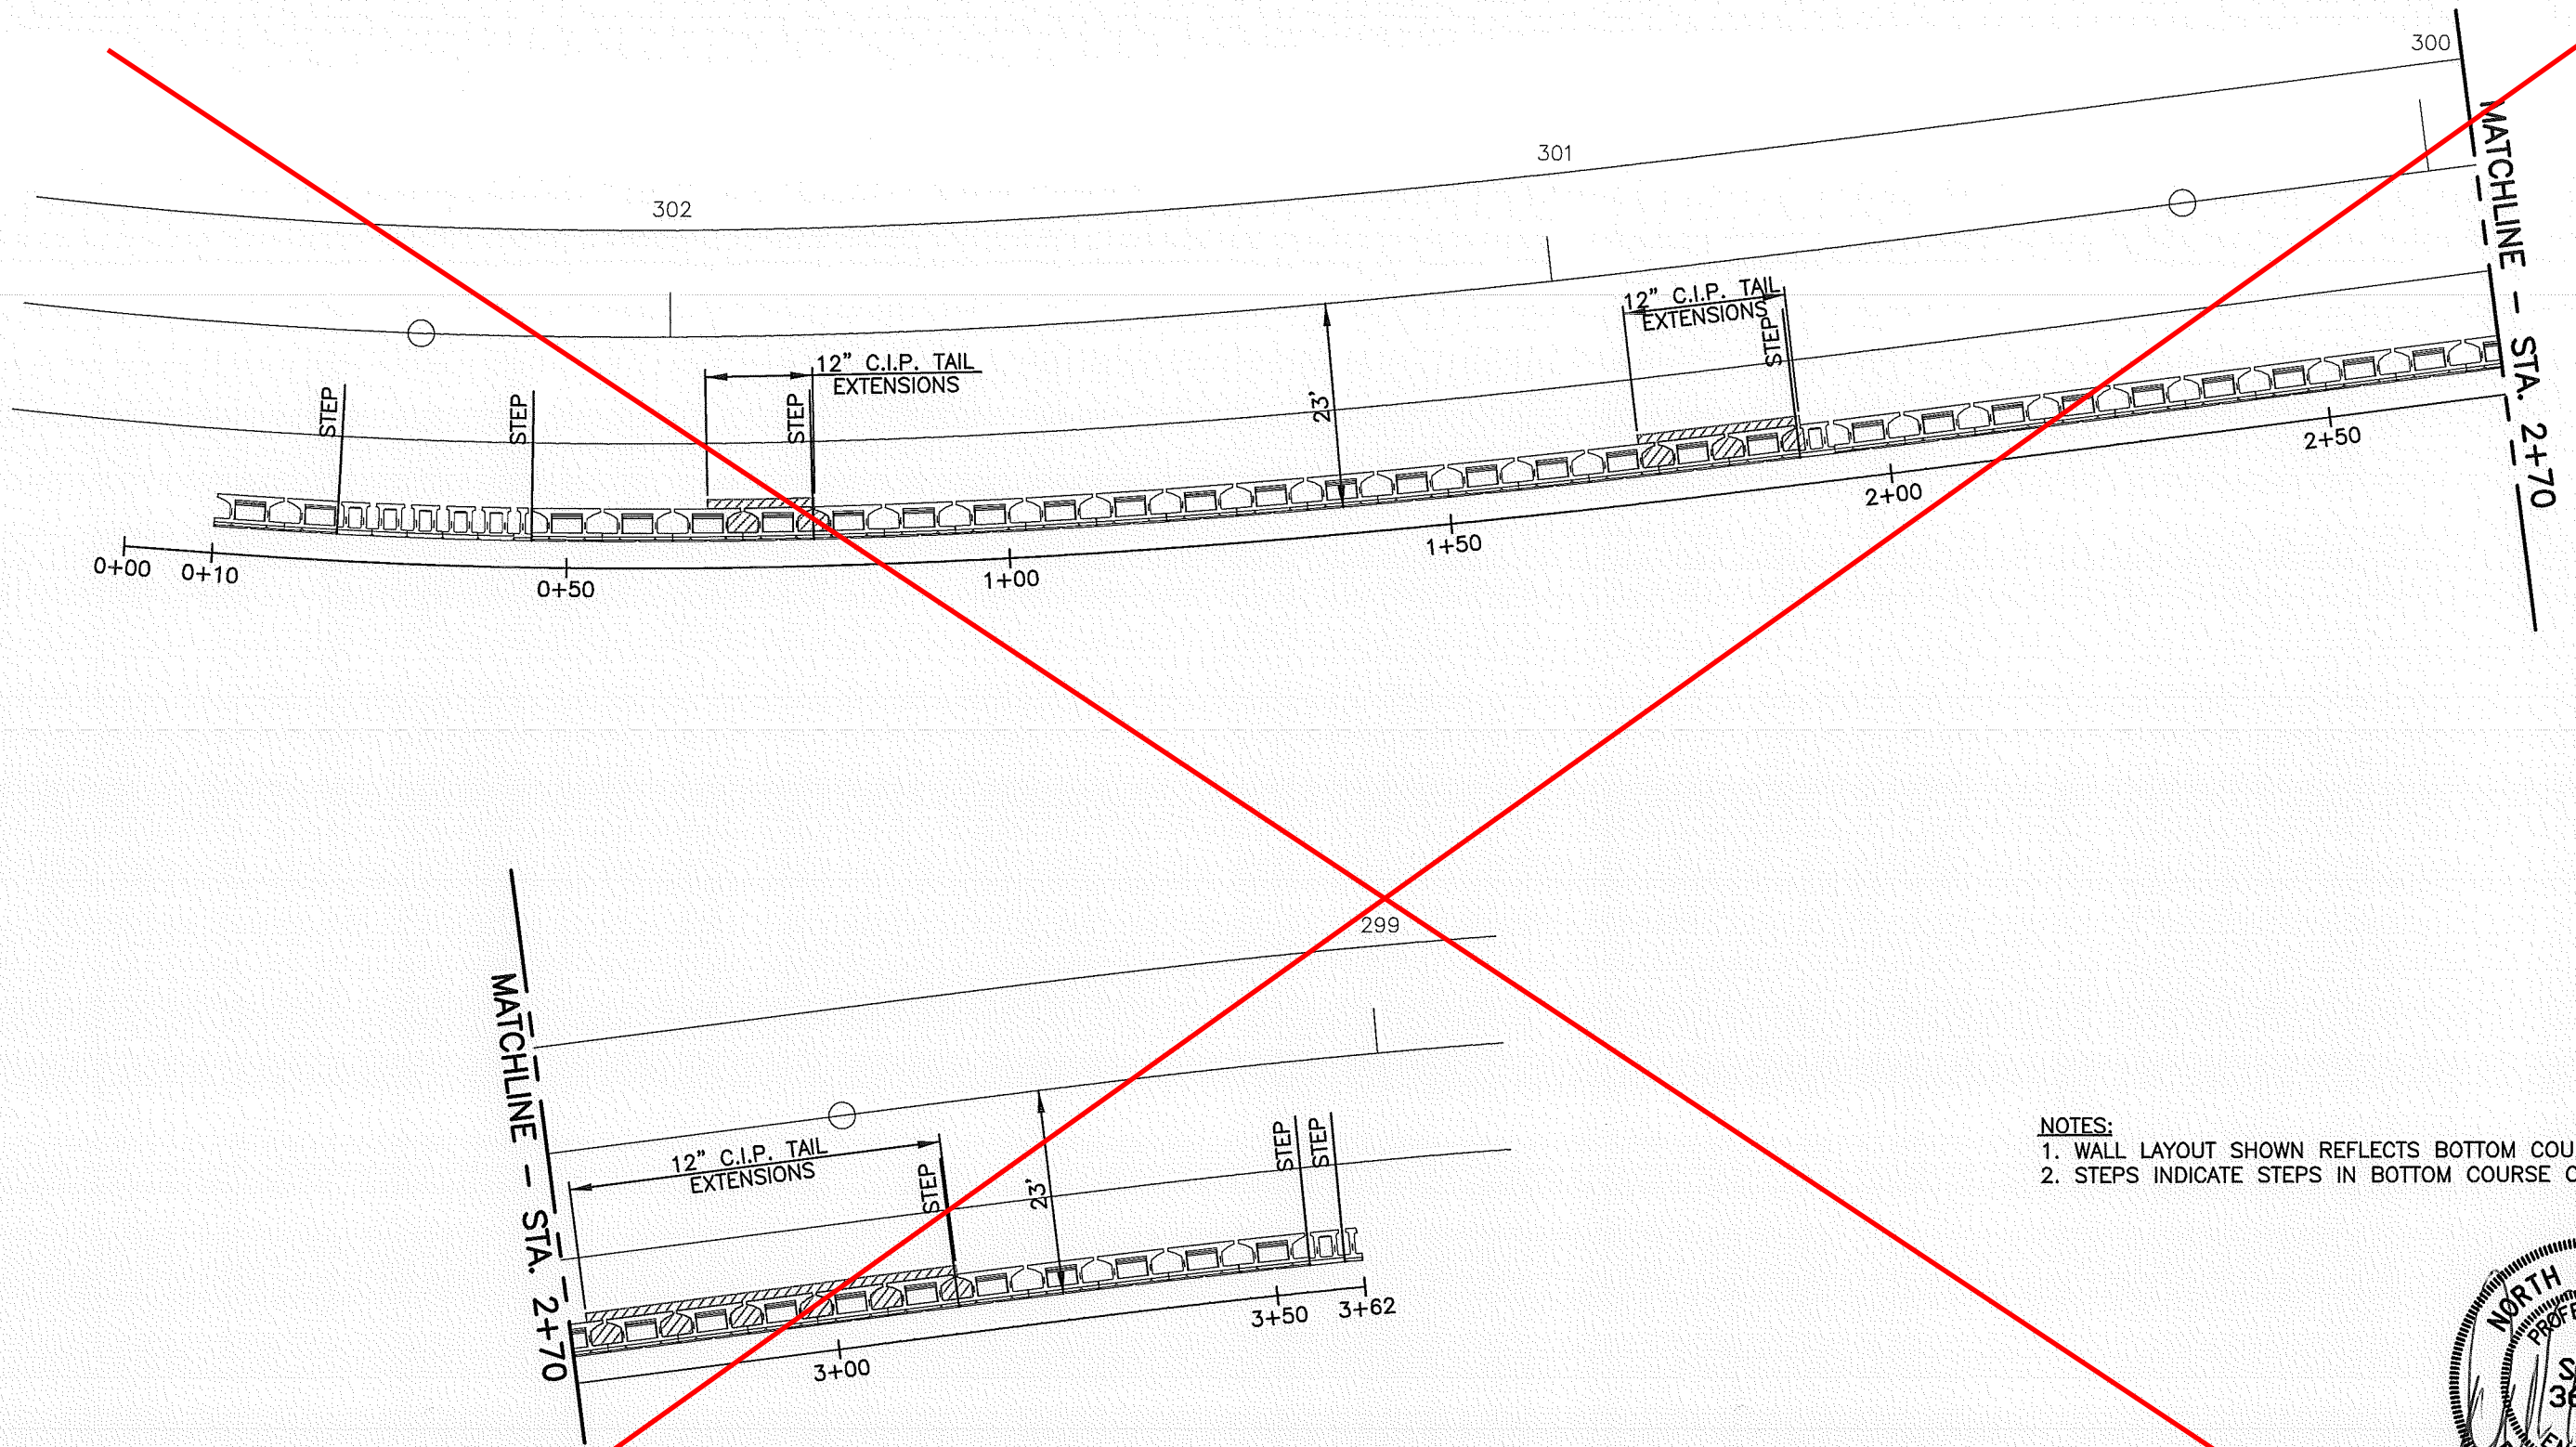 300
301
302
MATCHLINE - STA. 2+70
12" C.I.P. TAIL
EXTENSIONS
STEP
12" C.I.P. TAIL
EXTENSIONS
STEP
STEP
STEP
23'
0+00
0+10
0+50
1+00
1+50
2+00
2+50
299
MATCHLINE - STA. 2+70
12" C.I.P. TAIL
EXTENSIONS
STEP
23'
STEP
STEP
3+00
3+50
3+62
NOTES:
1. WALL LAYOUT SHOWN REFLECTS BOTTOM COU
2. STEPS INDICATE STEPS IN BOTTOM COURSE
NORTH
PROFE